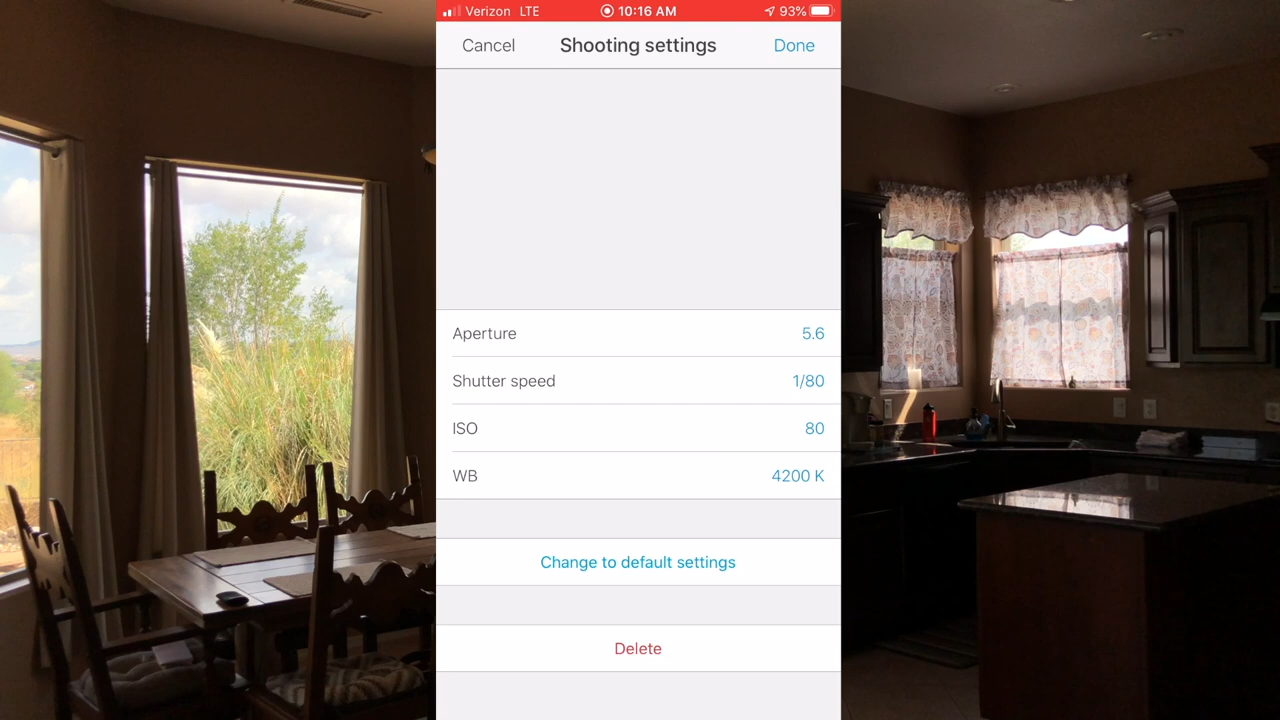 Verizon LTE 10:16 AM 93%
Cancel Shooting settings Done
Aperture 5.6
Shutter speed 1/80
ISO 80
WB 4200 K
Change to default settings
Delete